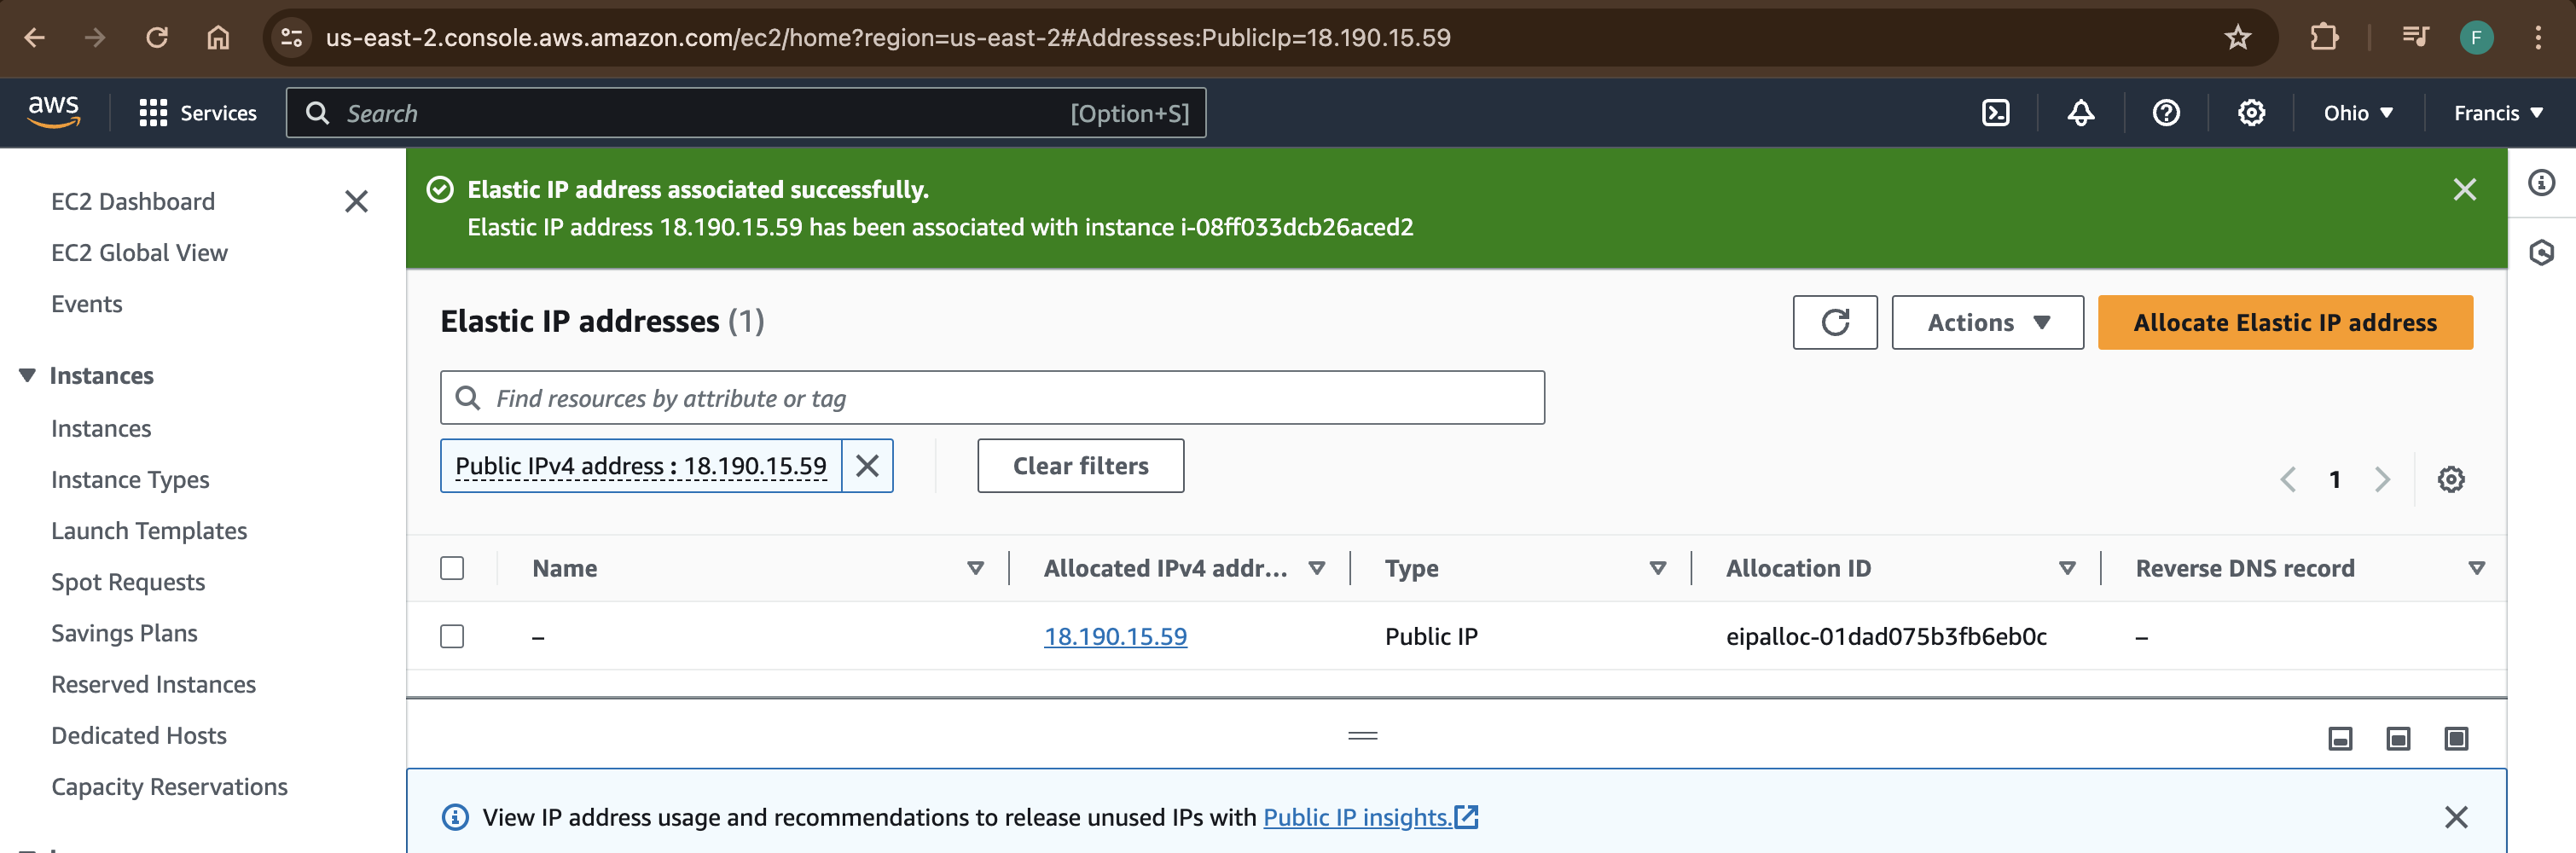 us-east-2.console.aws.amazon.com/ec2/home?region=us-east-2#Addresses:PublicIp=18.190.15.59
F
aws
Services
Search
[Option+S]
Ohio
Francis
EC2 Dashboard
EC2 Global View
Events
Instances
Instances
Instance Types
Launch Templates
Spot Requests
Savings Plans
Reserved Instances
Dedicated Hosts
Capacity Reservations
Elastic IP address associated successfully.
Elastic IP address 18.190.15.59 has been associated with instance i-08ff033dcb26aced2
Elastic IP addresses (1)
Actions
Allocate Elastic IP address
Find resources by attribute or tag
Public IPv4 address : 18.190.15.59
Clear filters
1
Name
Allocated IPv4 addr...
Type
Allocation ID
Reverse DNS record
–
18.190.15.59
Public IP
eipalloc-01dad075b3fb6eb0c
–
View IP address usage and recommendations to release unused IPs with Public IP insights.